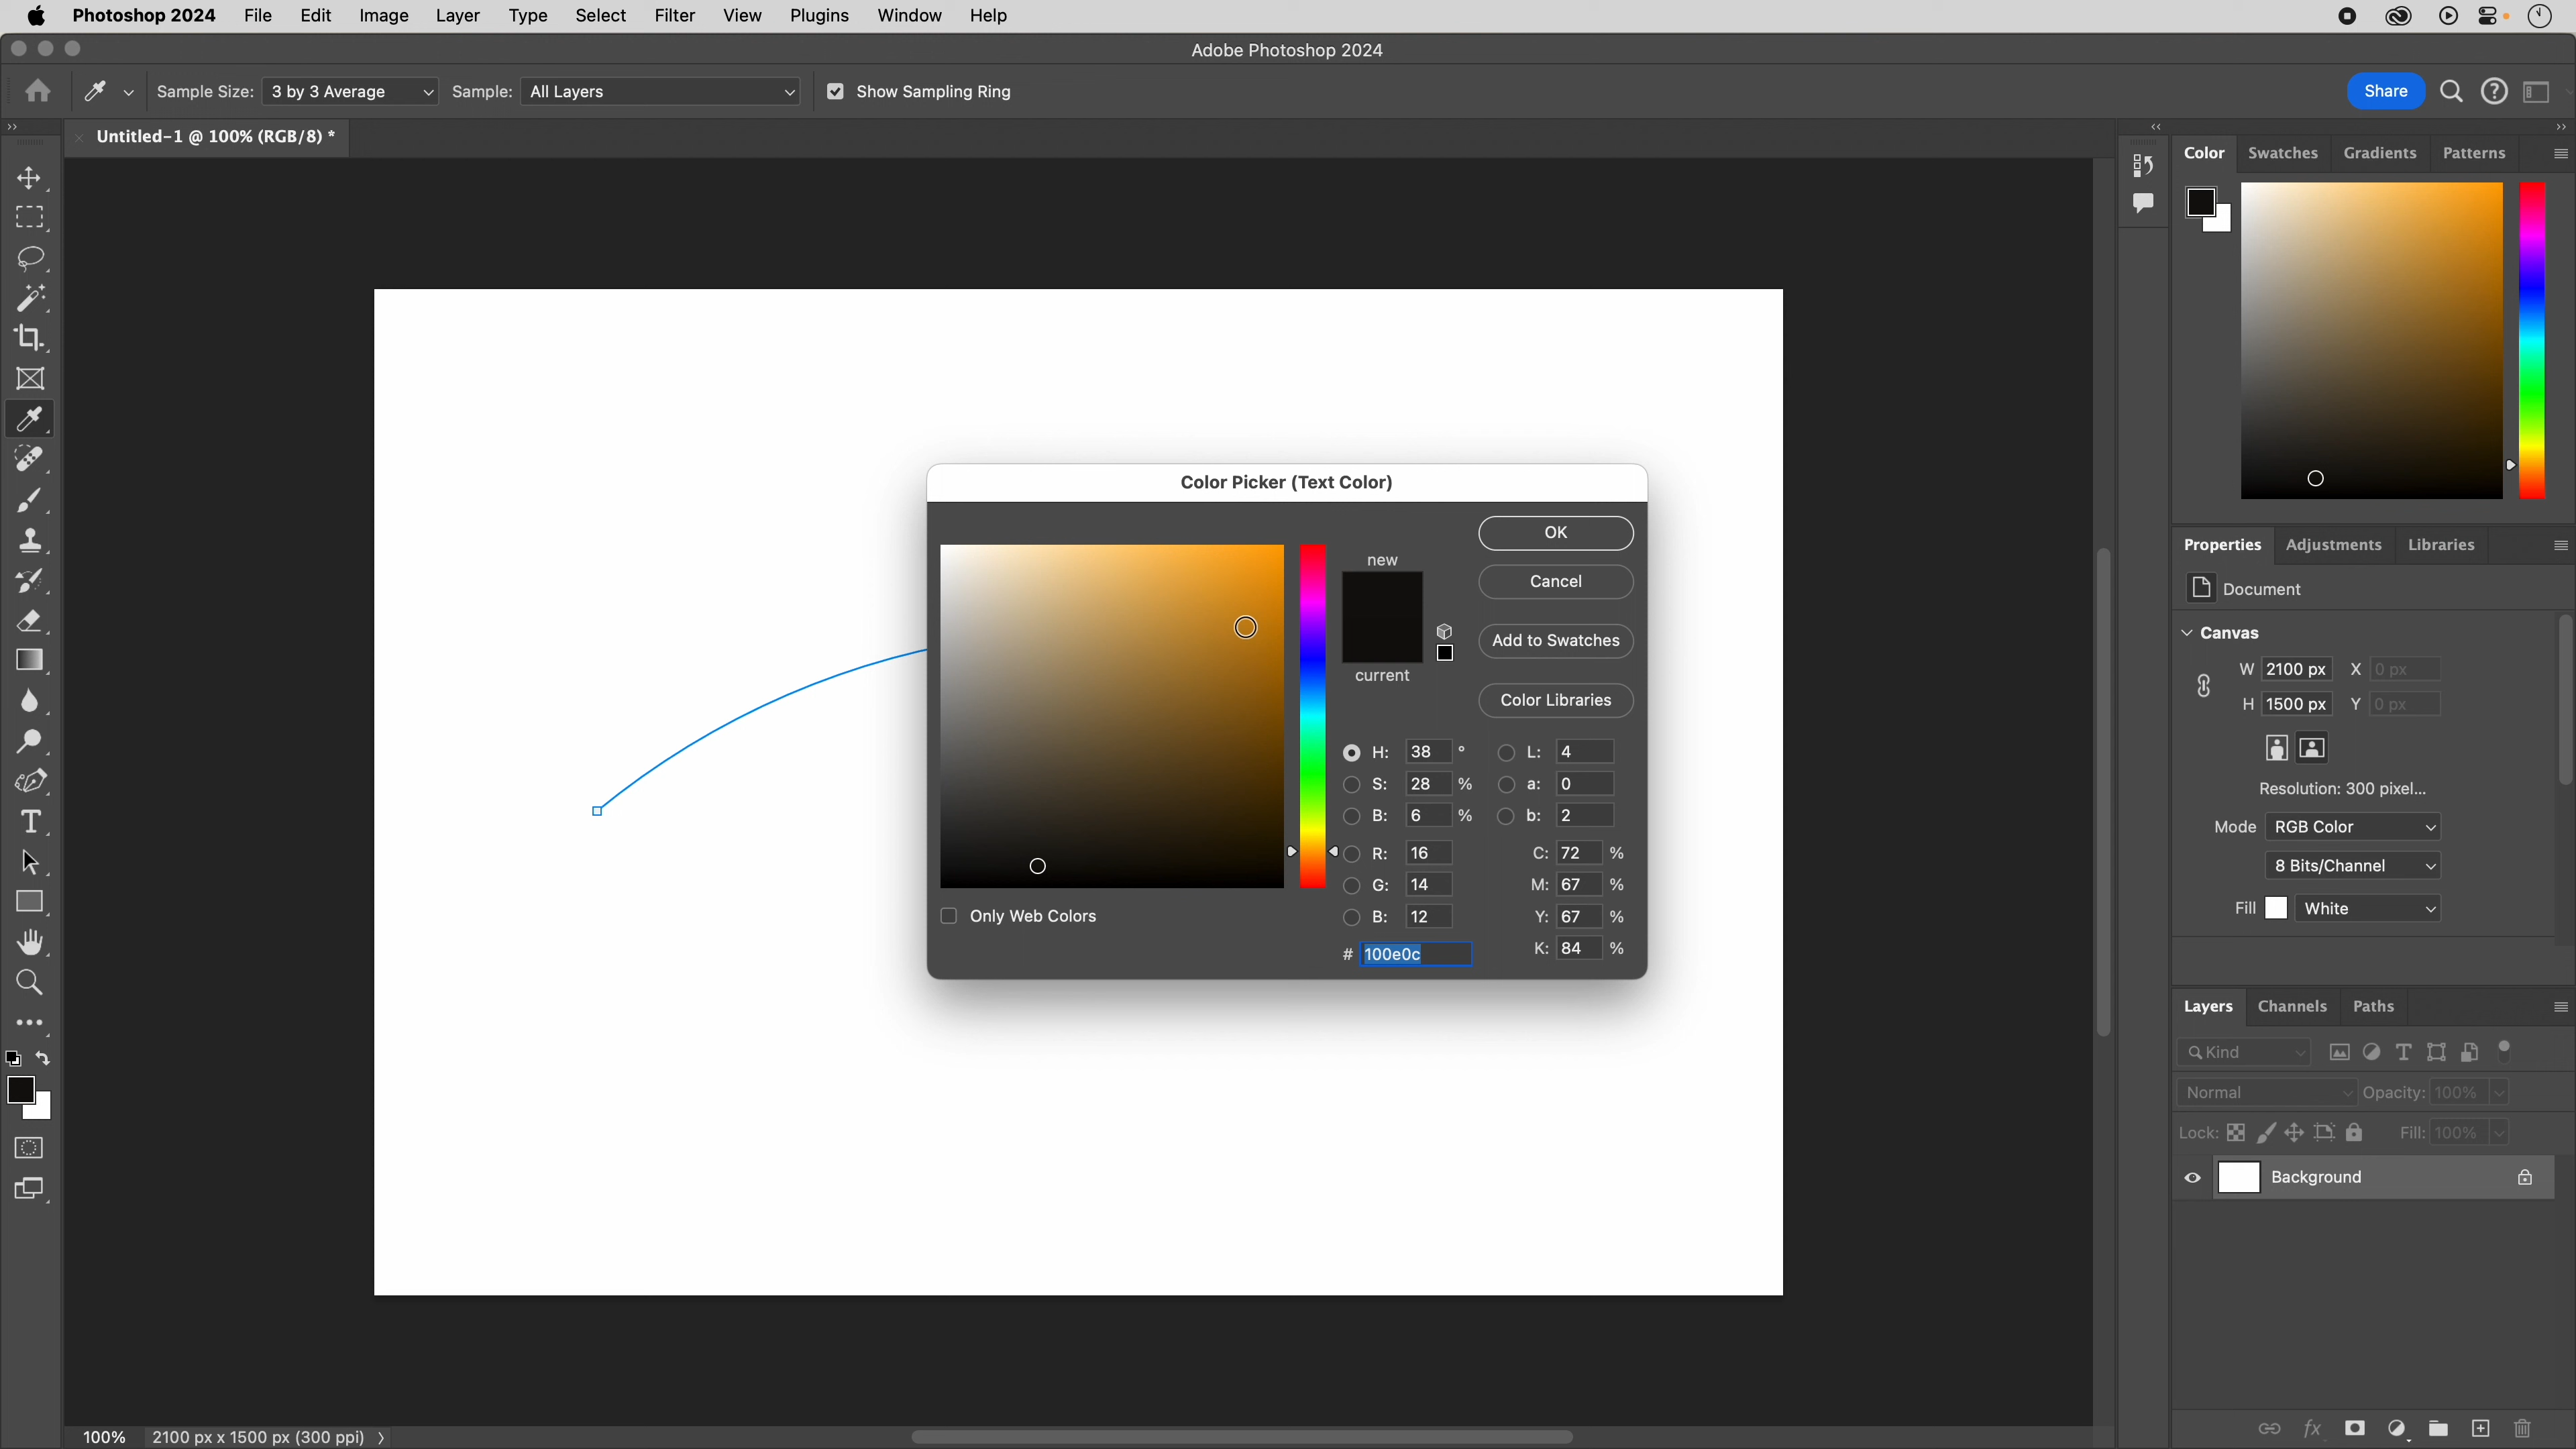 Photoshop 2024 File Edit Image Layer Type Select Filter View Plugins Window Help
Adobe Photoshop 2024
Sample Size: 3 by 3 Average Sample: All Layers Show Sampling Ring Share
Untitled-1 @ 100% (RGB/8) *
Color Swatches Gradients Patterns
Color Picker (Text Color)
new
current
OK
Cancel
Add to Swatches
Color Libraries
H: 38 ° L: 4
S: 28 % a: 0
B: 6 % b: 2
R: 16 C: 72 %
G: 14 M: 67 %
B: 12 Y: 67 %
# 100e0c K: 84 %
Only Web Colors
Properties Adjustments Libraries
Document
Canvas
W 2100 px X 0 px
H 1500 px Y 0 px
Resolution: 300 pixel...
Mode RGB Color
8 Bits/Channel
Fill White
Layers Channels Paths
Kind
Normal Opacity: 100%
Lock: Fill: 100%
Background
fx
100% 2100 px x 1500 px (300 ppi)